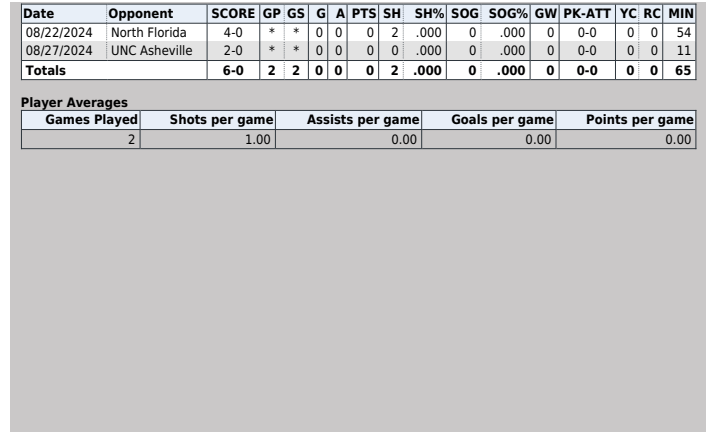 Date Opponent SCORE GP GS G A PTS SH SH% SOG SOG% GW PK-ATT YC RC MIN
08/22/2024 North Florida 4-0 * * 0 0 0 2 .000 0 .000 0 0-0 0 0 54
08/27/2024 UNC Asheville 2-0 * * 0 0 0 0 .000 0 .000 0 0-0 0 0 11
Totals 6-0 2 2 0 0 0 2 .000 0 .000 0 0-0 0 0 65
Player Averages
Games Played Shots per game Assists per game Goals per game Points per game
2 1.00 0.00 0.00 0.00